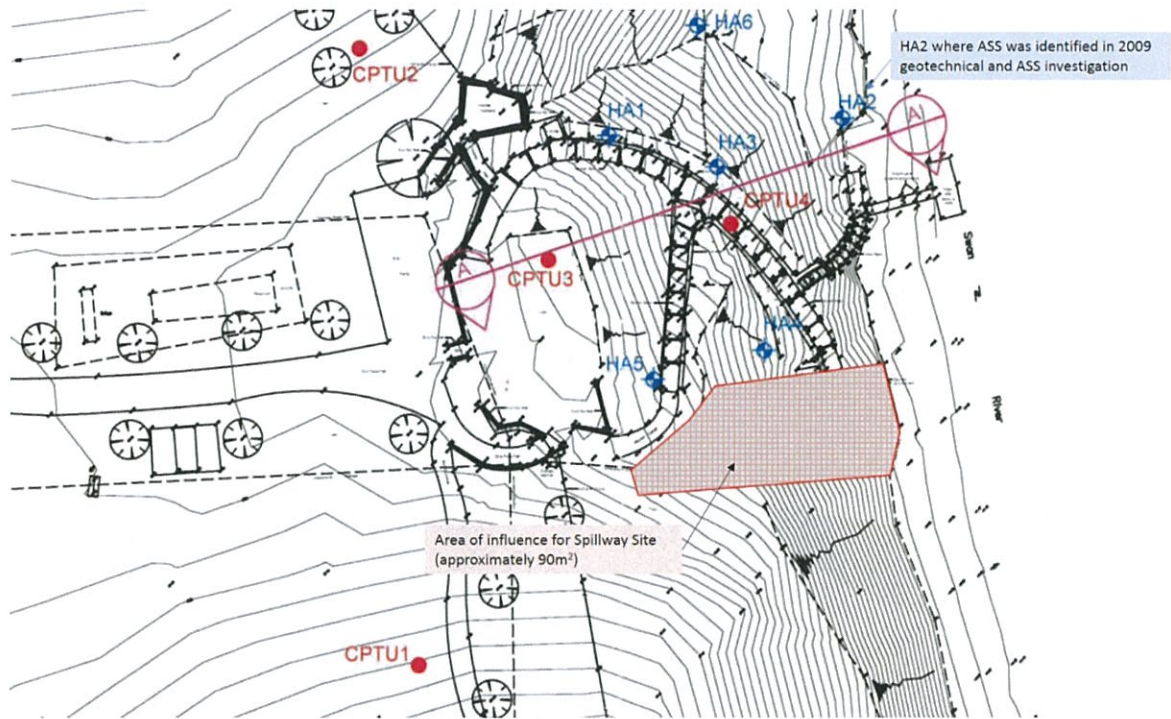 HA6
HA2 where ASS was identified in 2009
geotechnical and ASS investigation
CPTU2
HA1
HA2
A
HA3
CPTU4
Swan
CPTU3
A
HA4
HA5
River
Area of influence for Spillway Site
(approximately 90m²)
CPTU1